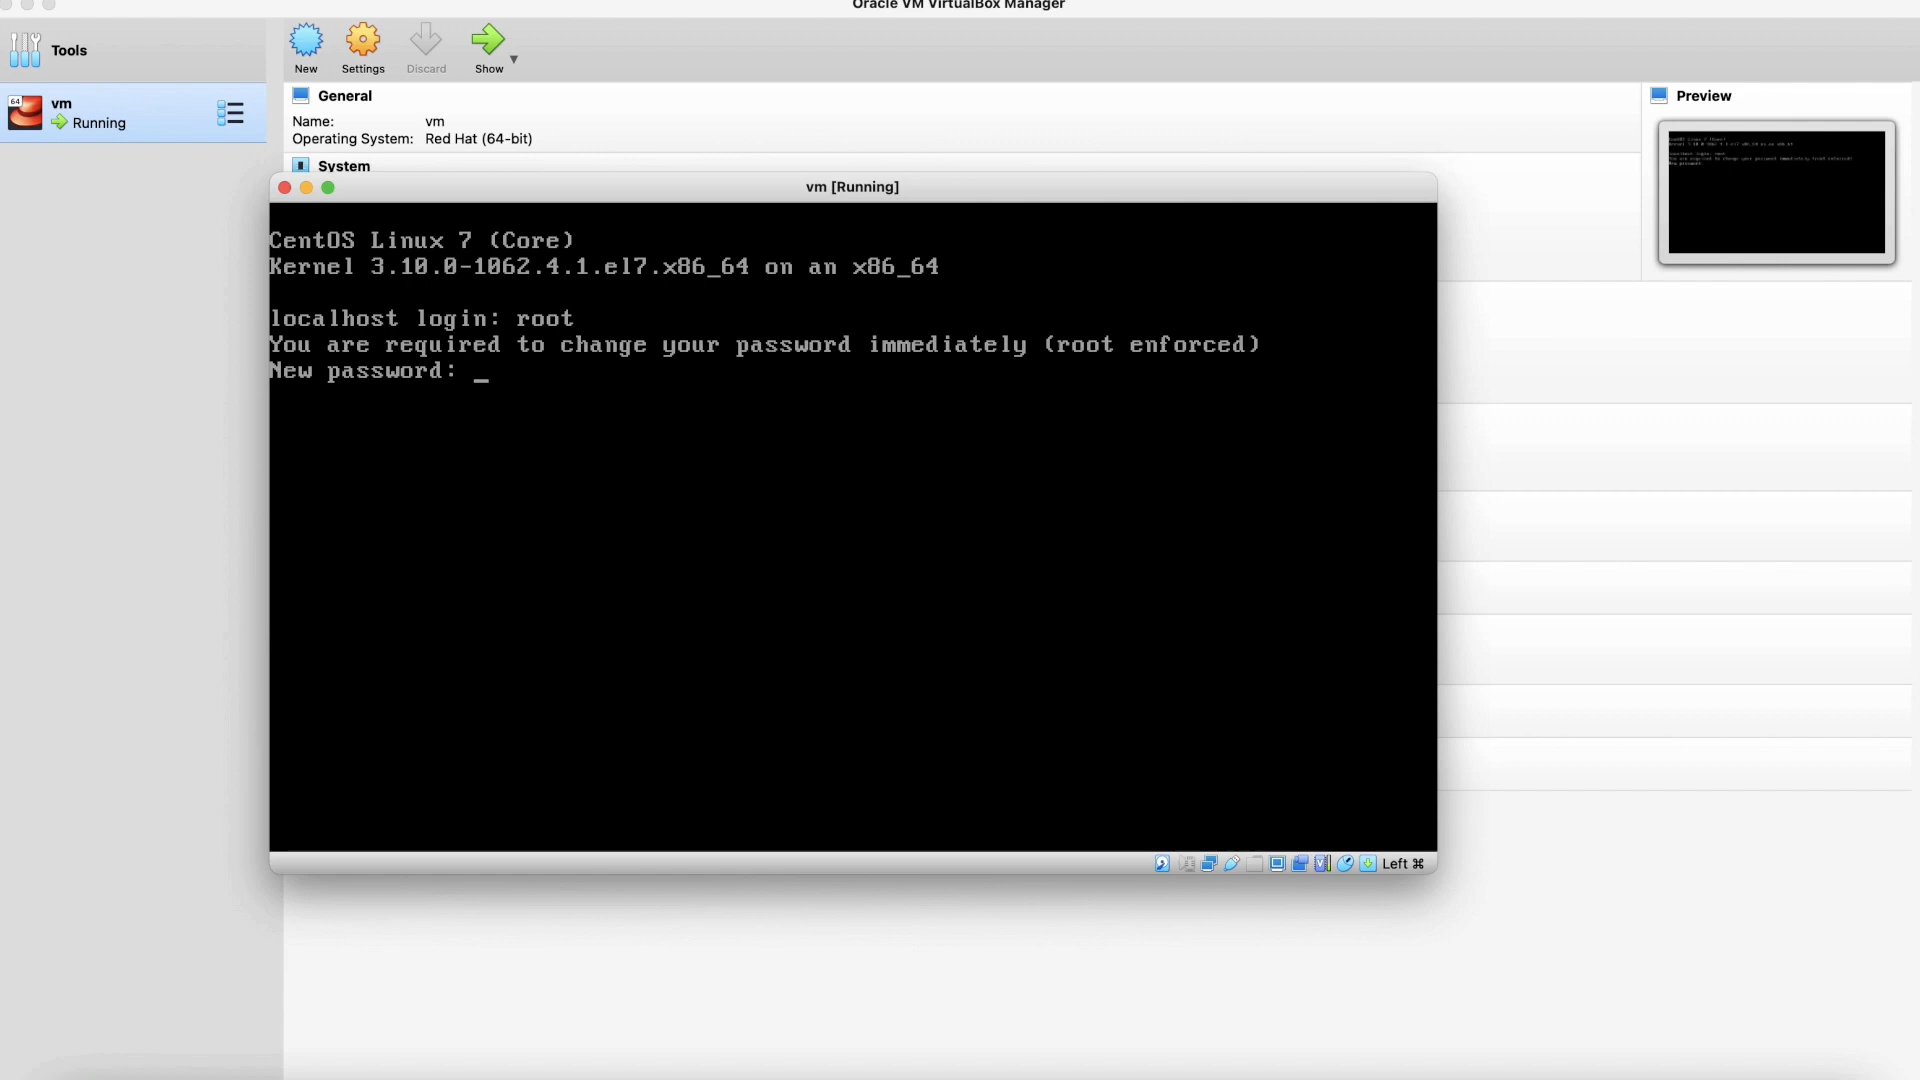 Oracle VM VirtualBox Manager
Tools
New
Settings
Discard
Show
64
vm
Running
General
Name: vm
Operating System: Red Hat (64-bit)
System
Preview
vm [Running]
CentOS Linux 7 (Core)
Kernel 3.10.0-1062.4.1.el7.x86_64 on an x86_64
localhost login: root
You are required to change your password immediately (root enforced)
New password: _
Left ⌘